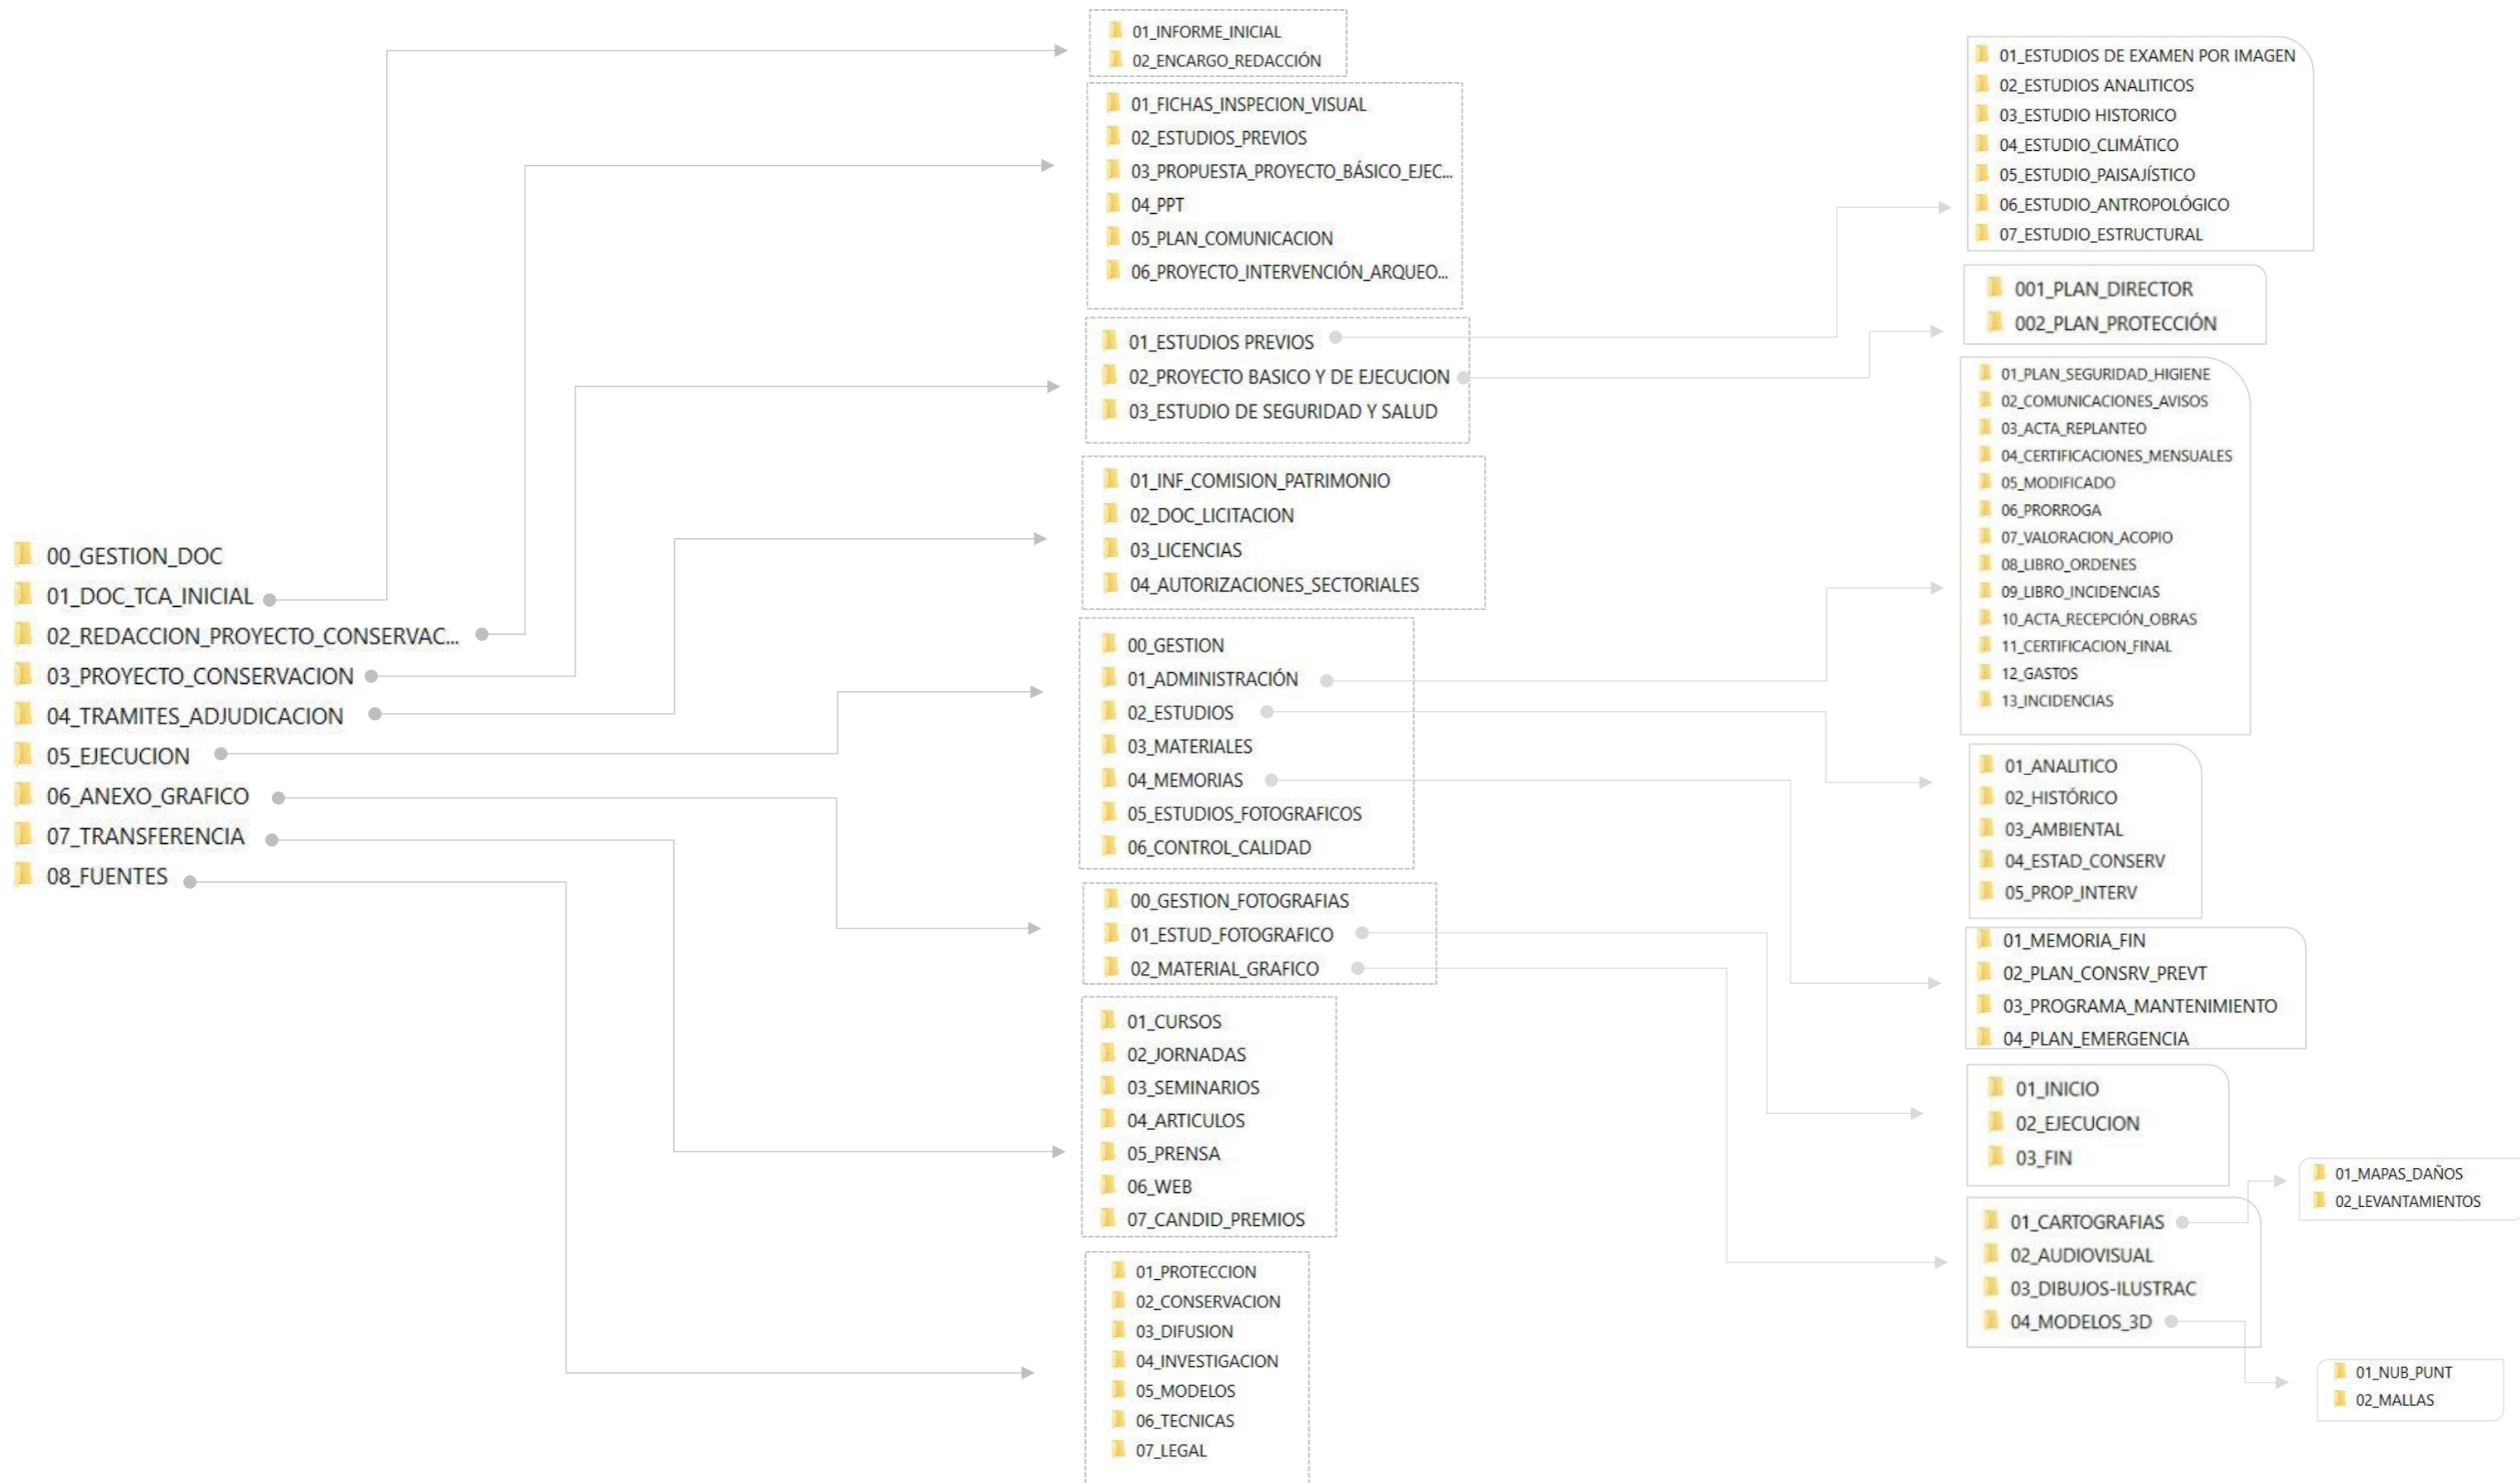 00_GESTION_DOC
01_DOC_TCA_INICIAL
02_REDACCION_PROYECTO_CONSERVAC...
03_PROYECTO_CONSERVACION
04_TRAMITES_ADJUDICACION
05_EJECUCION
06_ANEXO_GRAFICO
07_TRANSFERENCIA
08_FUENTES
01_INFORME_INICIAL
02_ENCARGO_REDACCIÓN
01_FICHAS_INSPECION_VISUAL
02_ESTUDIOS_PREVIOS
03_PROPUESTA_PROYECTO_BÁSICO_EJEC...
04_PPT
05_PLAN_COMUNICACION
06_PROYECTO_INTERVENCIÓN_ARQUEO...
01_ESTUDIOS PREVIOS
02_PROYECTO BASICO Y DE EJECUCION
03_ESTUDIO DE SEGURIDAD Y SALUD
01_INF_COMISION_PATRIMONIO
02_DOC_LICITACION
03_LICENCIAS
04_AUTORIZACIONES_SECTORIALES
00_GESTION
01_ADMINISTRACIÓN
02_ESTUDIOS
03_MATERIALES
04_MEMORIAS
05_ESTUDIOS_FOTOGRAFICOS
06_CONTROL_CALIDAD
00_GESTION_FOTOGRAFIAS
01_ESTUD_FOTOGRAFICO
02_MATERIAL_GRAFICO
01_CURSOS
02_JORNADAS
03_SEMINARIOS
04_ARTICULOS
05_PRENSA
06_WEB
07_CANDID_PREMIOS
01_PROTECCION
02_CONSERVACION
03_DIFUSION
04_INVESTIGACION
05_MODELOS
06_TECNICAS
07_LEGAL
01_ESTUDIOS DE EXAMEN POR IMAGEN
02_ESTUDIOS ANALITICOS
03_ESTUDIO HISTORICO
04_ESTUDIO_CLIMÁTICO
05_ESTUDIO_PAISAJÍSTICO
06_ESTUDIO_ANTROPOLÓGICO
07_ESTUDIO_ESTRUCTURAL
001_PLAN_DIRECTOR
002_PLAN_PROTECCIÓN
01_PLAN_SEGURIDAD_HIGIENE
02_COMUNICACIONES_AVISOS
03_ACTA_REPLANTEO
04_CERTIFICACIONES_MENSUALES
05_MODIFICADO
06_PRORROGA
07_VALORACION_ACOPIO
08_LIBRO_ORDENES
09_LIBRO_INCIDENCIAS
10_ACTA_RECEPCIÓN_OBRAS
11_CERTIFICACION_FINAL
12_GASTOS
13_INCIDENCIAS
01_ANALITICO
02_HISTÓRICO
03_AMBIENTAL
04_ESTAD_CONSERV
05_PROP_INTERV
01_MEMORIA_FIN
02_PLAN_CONSRV_PREVT
03_PROGRAMA_MANTENIMIENTO
04_PLAN_EMERGENCIA
01_INICIO
02_EJECUCION
03_FIN
01_CARTOGRAFIAS
02_AUDIOVISUAL
03_DIBUJOS-ILUSTRAC
04_MODELOS_3D
01_MAPAS_DAÑOS
02_LEVANTAMIENTOS
01_NUB_PUNT
02_MALLAS